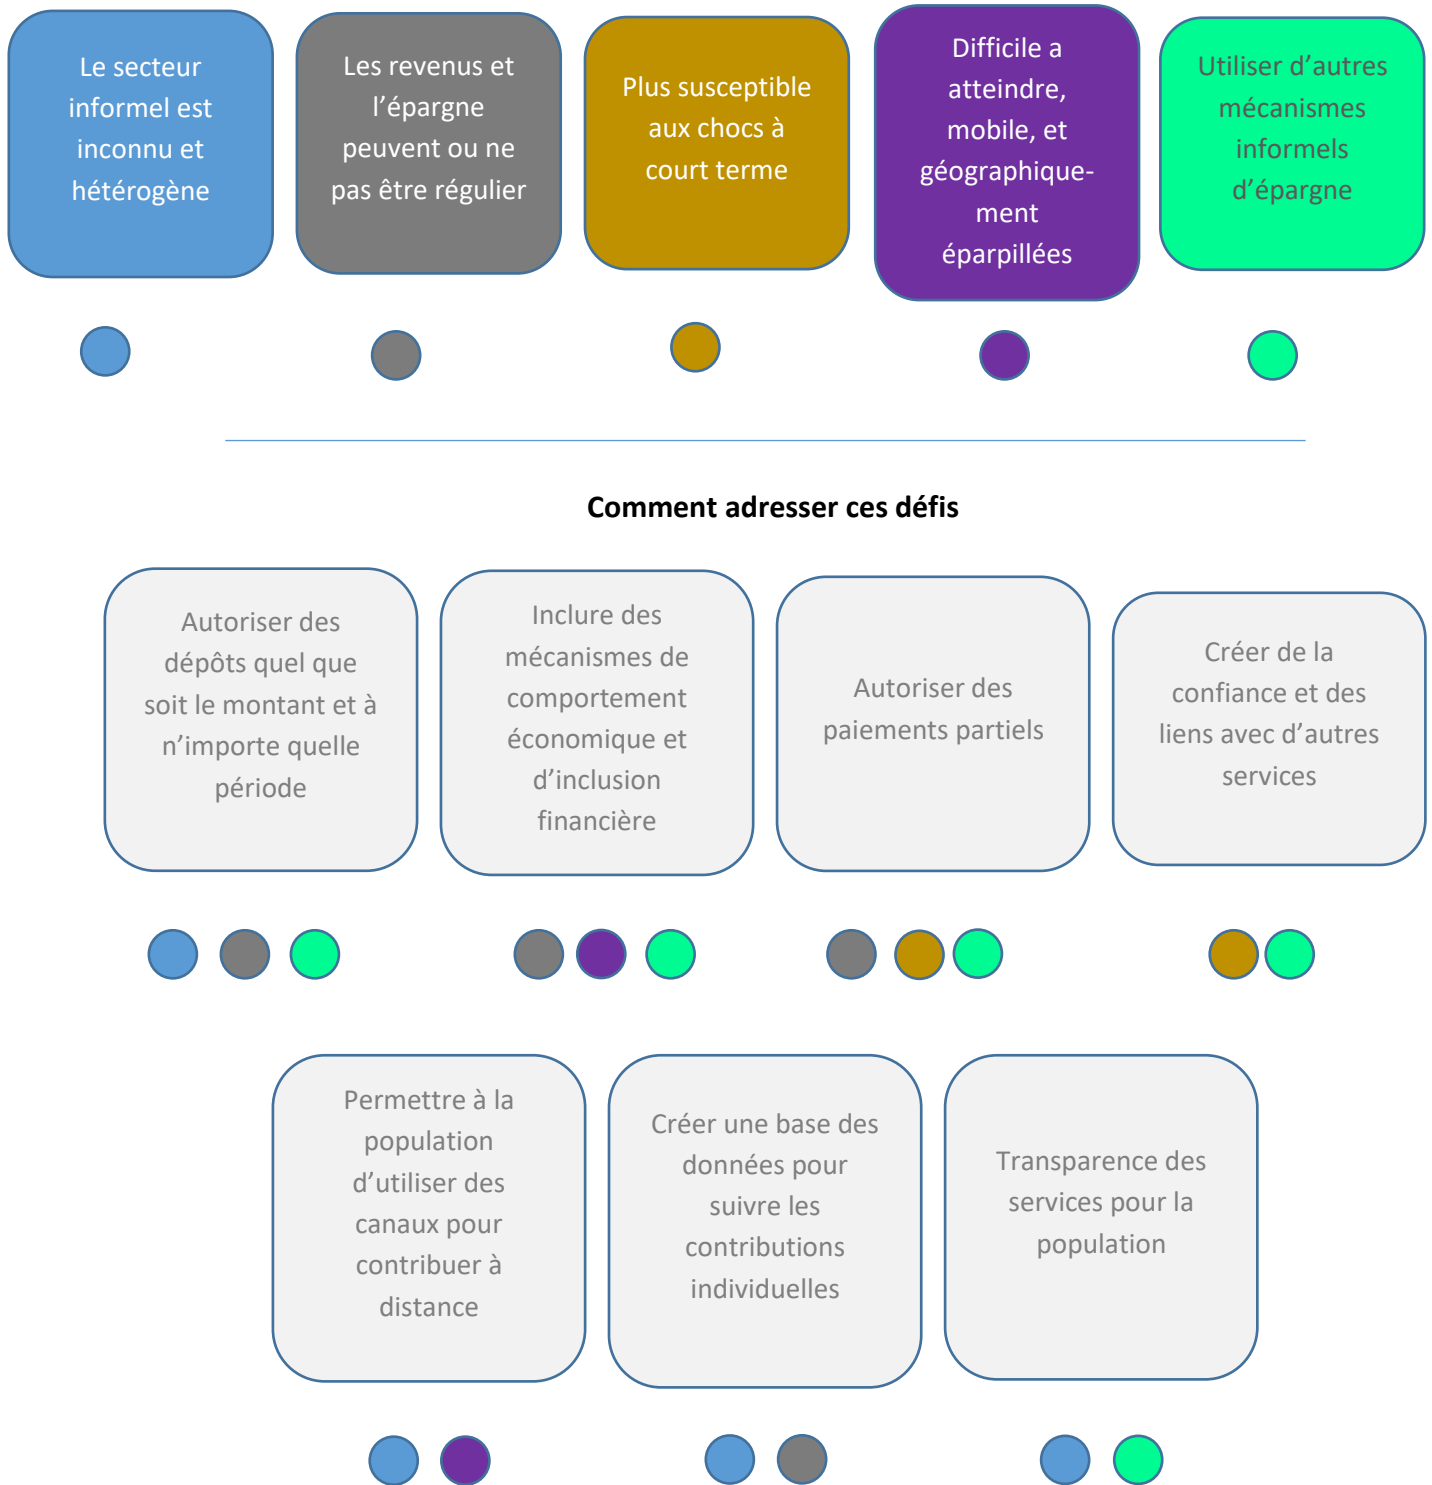 Le secteur
informel est
inconnu et
hétérogène
Les revenus et
l'épargne
peuvent ou ne
pas être régulier
Plus susceptible
aux chocs à
court terme
Difficile a
atteindre,
mobile, et
géographique-
ment
éparpillées
Utiliser d'autres
mécanismes
informels
d'épargne
Comment adresser ces défis
Autoriser des
dépôts quel que
soit le montant et à
n'importe quelle
période
Inclure des
mécanismes de
comportement
économique et
d'inclusion
financière
Autoriser des
paiements partiels
Créer de la
confiance et des
liens avec d'autres
services
Permettre à la
population
d'utiliser des
canaux pour
contribuer à
distance
Créer une base des
données pour
suivre les
contributions
individuelles
Transparence des
services pour la
population